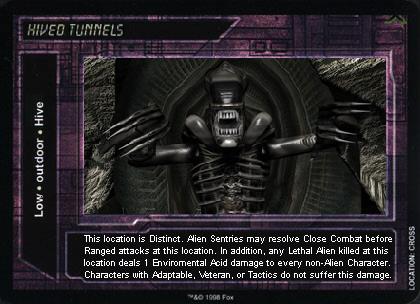 HIVED TUNNELS
Low • outdoor • Hive
This location is Distinct. Alien Sentries may resolve Close Combat before
Ranged attacks at this location. In addition, any Lethal Alien killed at this
location deals 1 Enviromental Acid damage to every non-Alien Character.
Characters with Adaptable, Veteran, or Tactics do not suffer this damage.
LOCATION: CROSS
™&© 1998 Fox